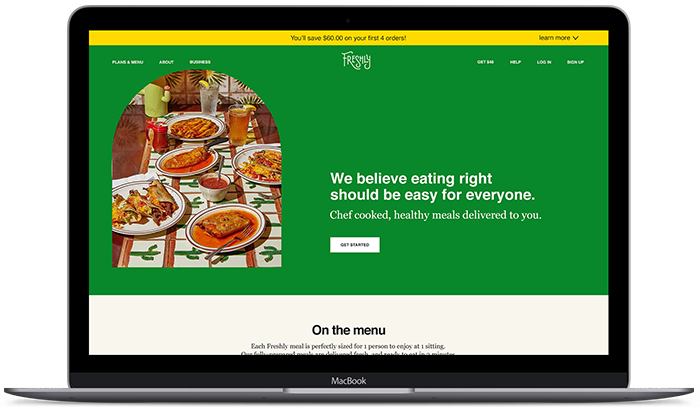 You'll save $60.00 on your first 4 orders!
learn more
PLANS & MENU
ABOUT
BUSINESS
FRESHLY
GET $60
HELP
LOG IN
SIGN UP
We believe eating right
should be easy for everyone.
Chef cooked, healthy meals delivered to you.
GET STARTED
On the menu
Each Freshly meal is perfectly sized for 1 person to enjoy at 1 sitting.
Our fully-prepared meals are delivered fresh, and ready to eat in 3 minutes
MacBook